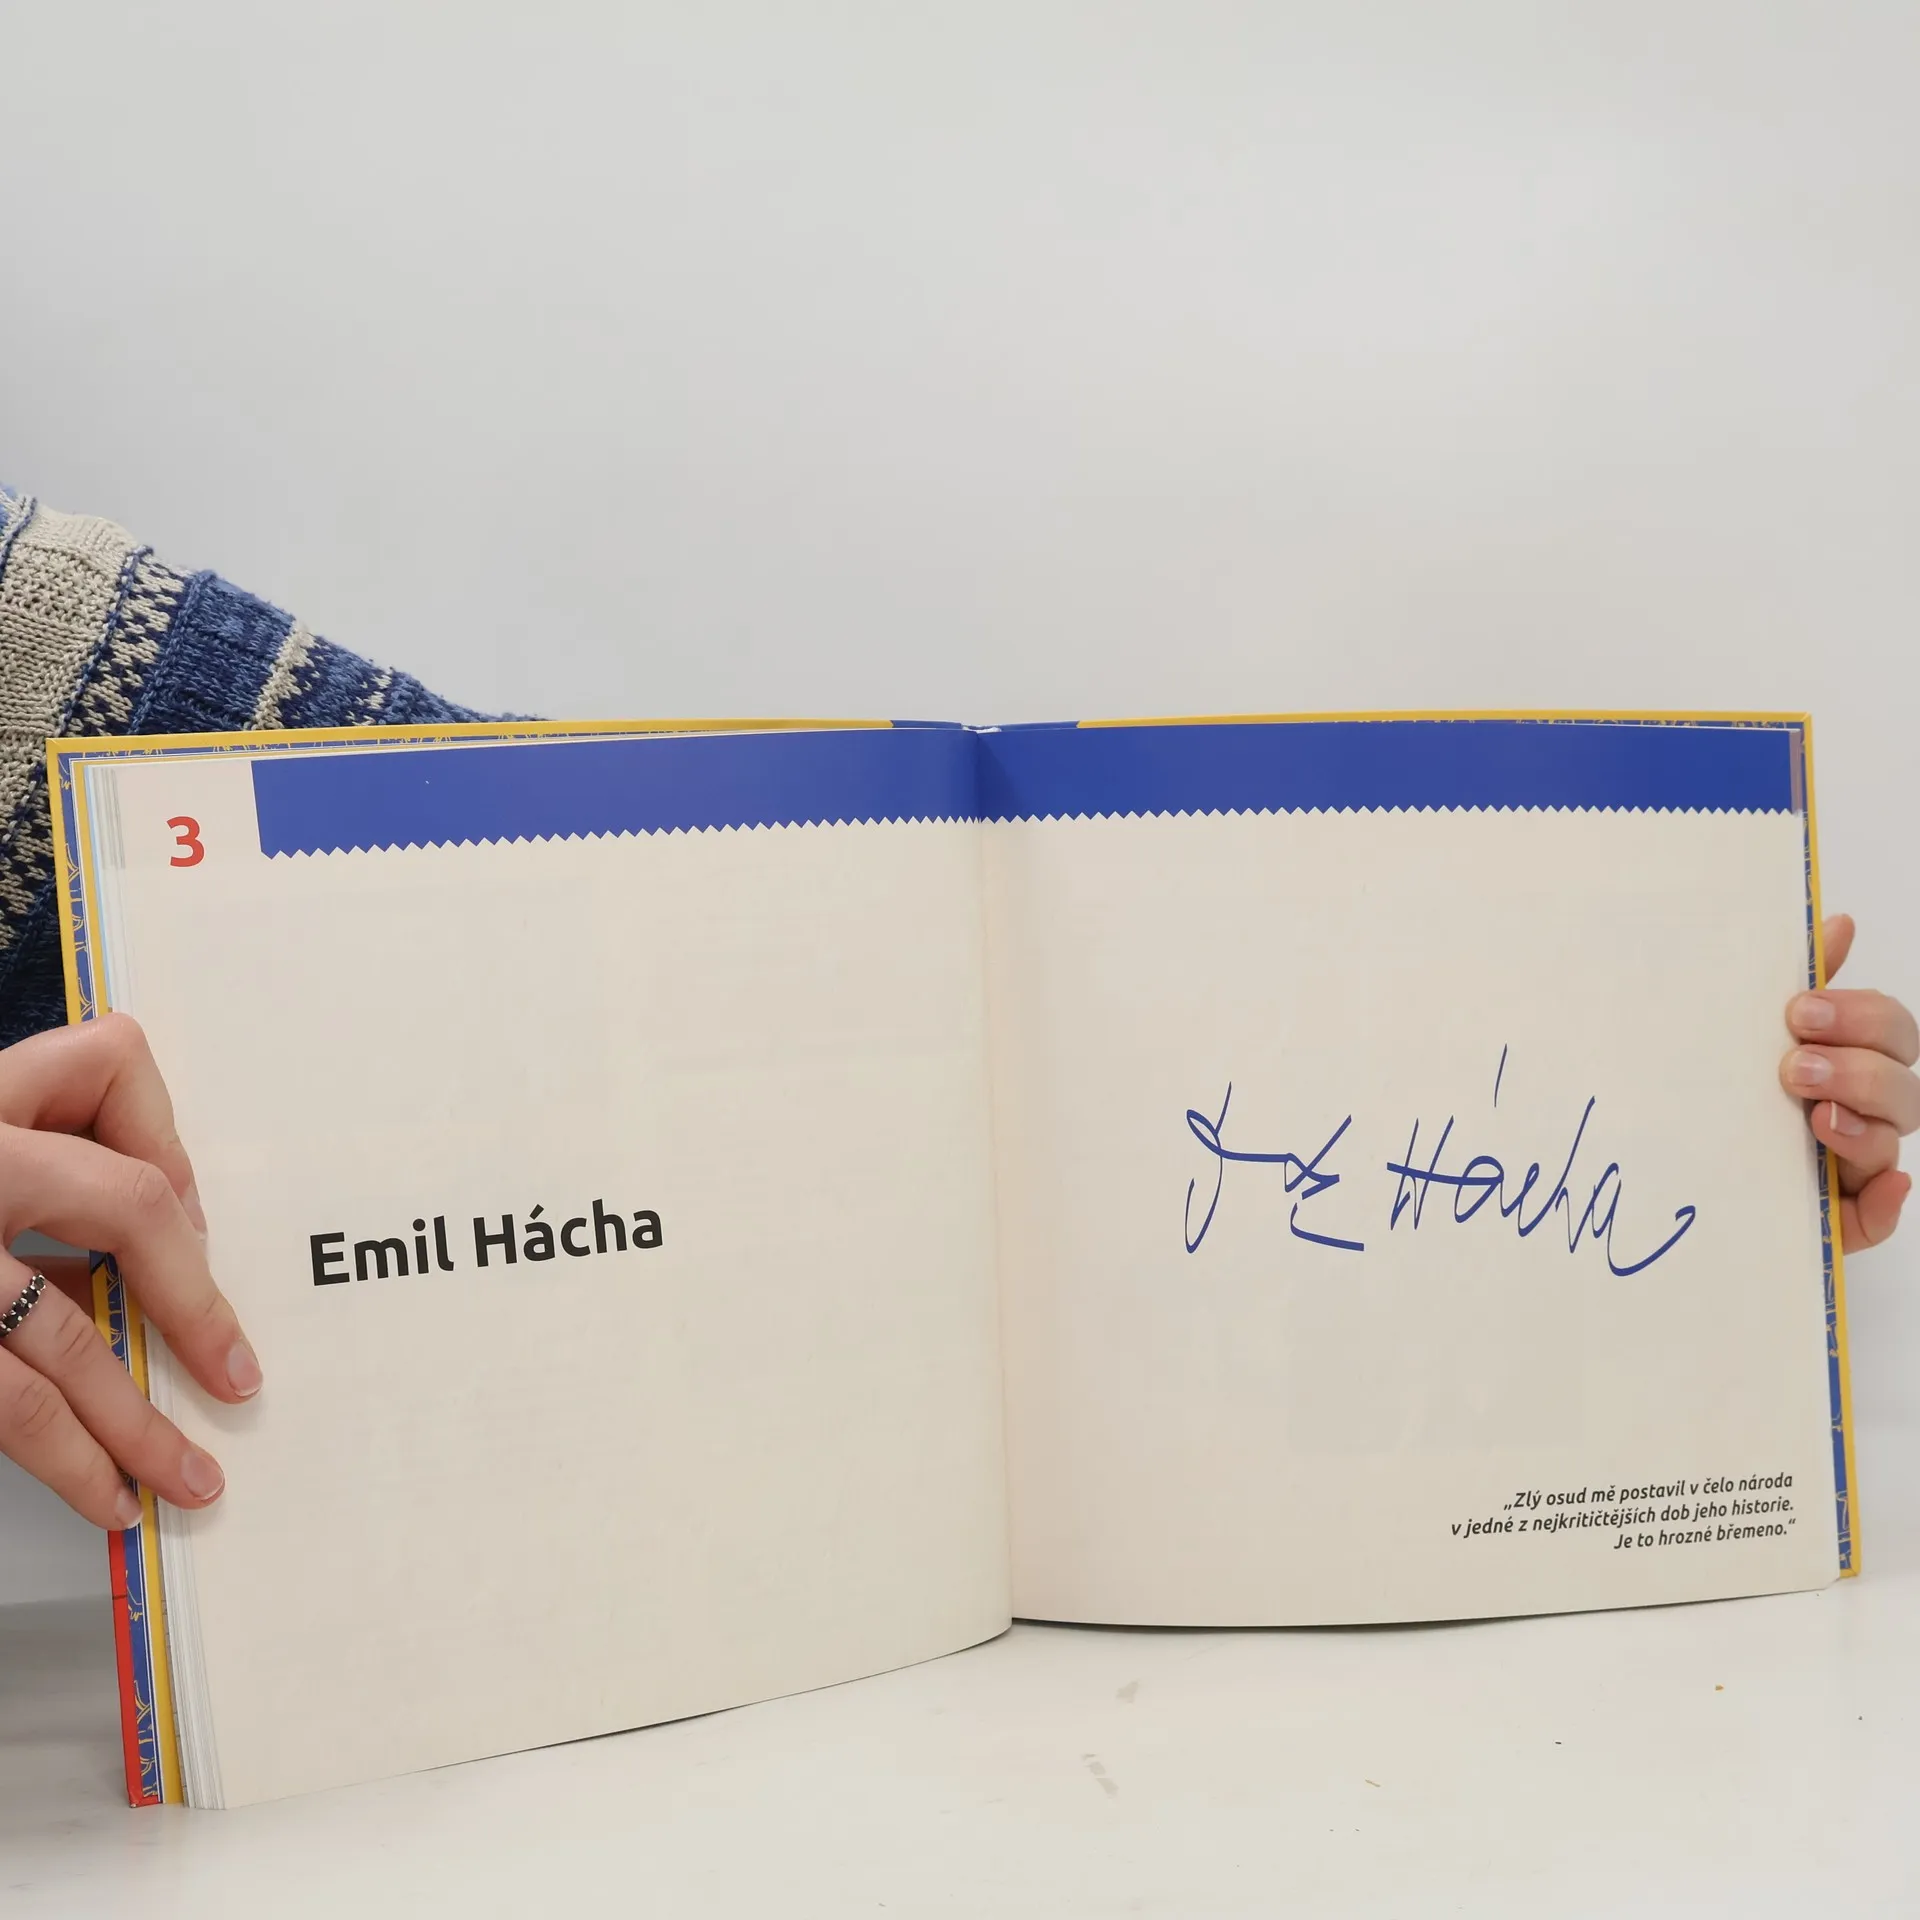 3
Emil Hácha
Hácha
„Zlý osud mě postavil v čelo národa
v jedné z nejkritičtějších dob jeho historie.
Je to hrozné břemeno.“